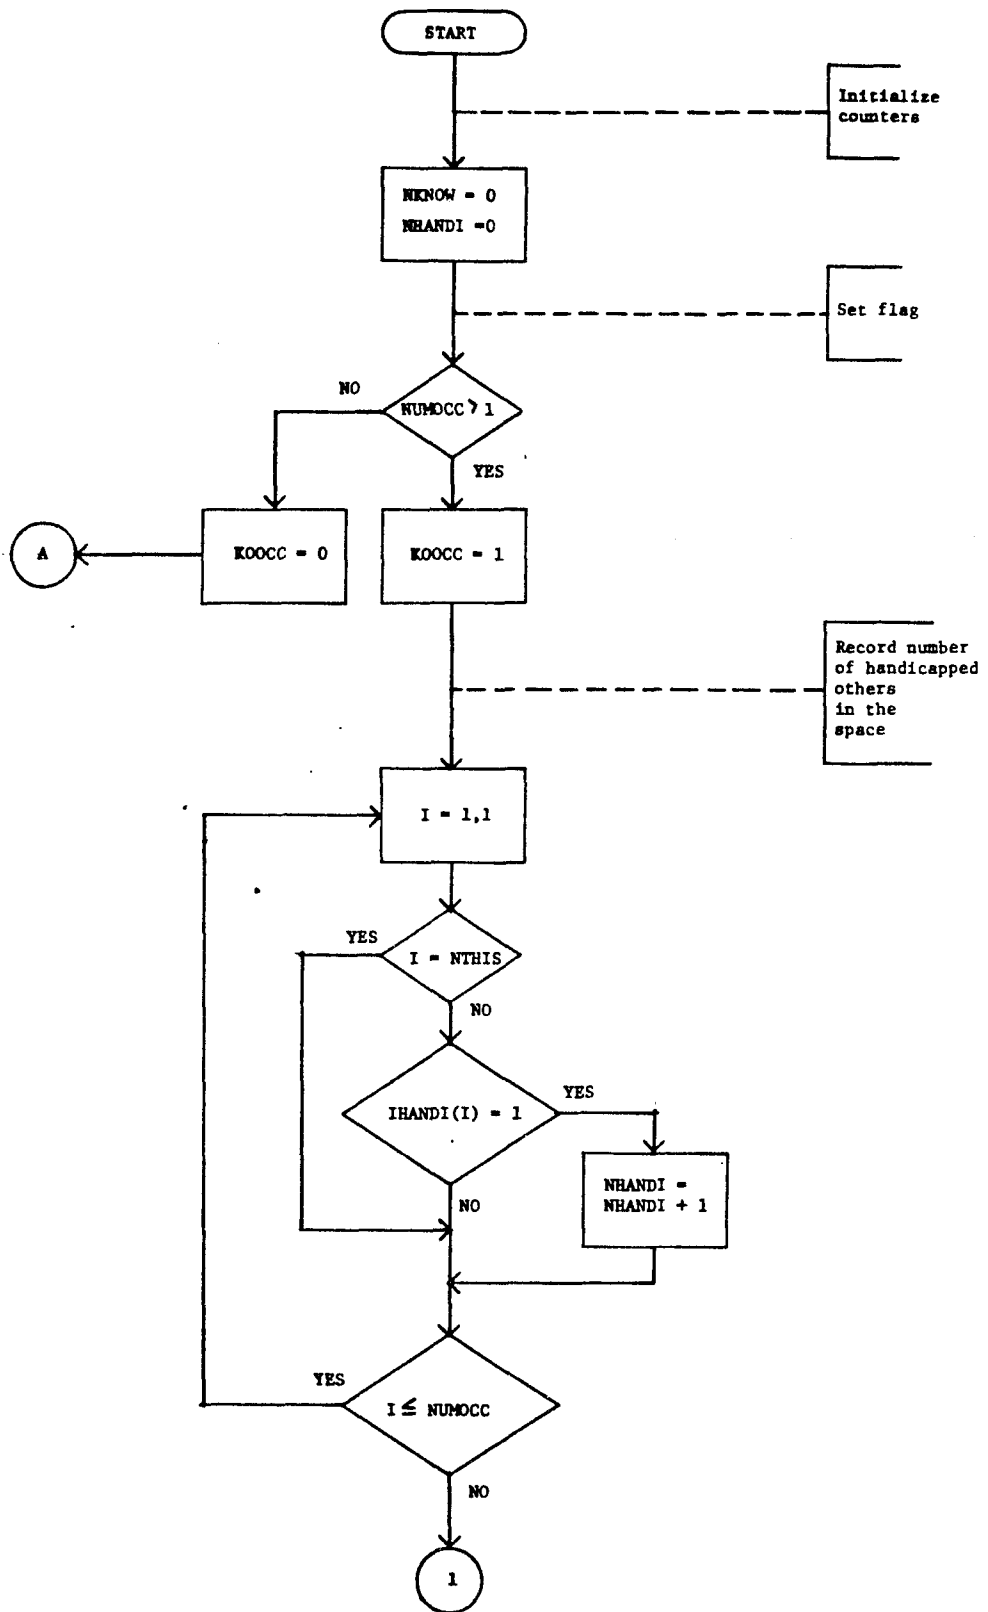 START
Initialize
counters
NKNOW = 0
NHANDI =0
Set flag
NO
NUMOCC > 1
YES
A
KOOCC = 0
KOOCC = 1
Record number
of handicapped
others
in the
space
I = 1,1
YES
I = NTHIS
NO
YES
IHANDI(I) = 1
NHANDI =
NHANDI + 1
NO
YES
I ≤ NUMOCC
NO
1